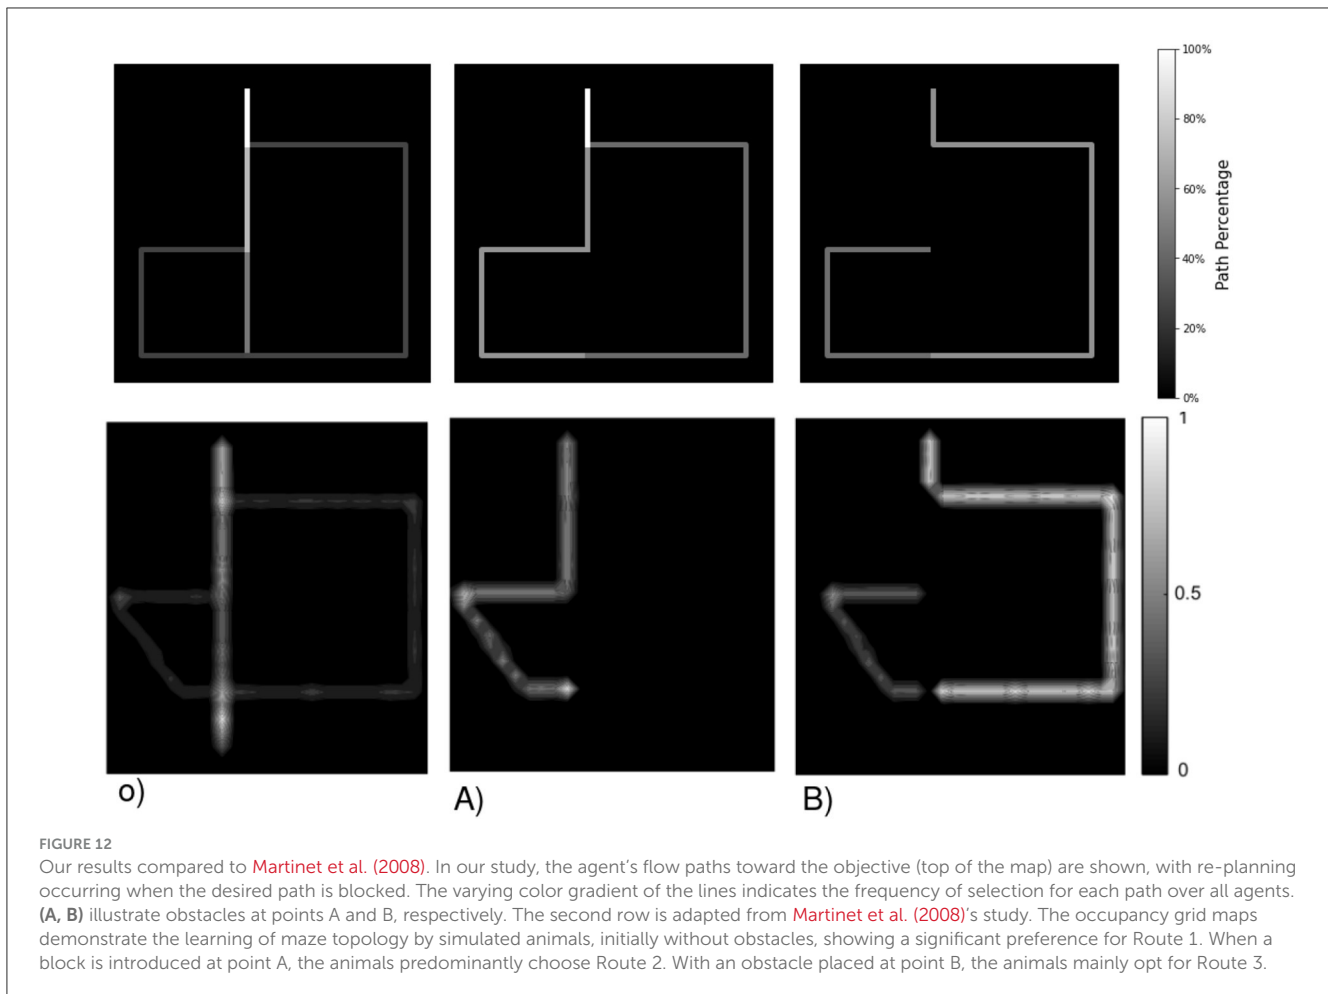 100%
80%
60%
40%
20%
0%
Path Percentage
1
0.5
0
o)
A)
B)
FIGURE 12
Our results compared to Martinet et al. (2008). In our study, the agent's flow paths toward the objective (top of the map) are shown, with re-planning
occurring when the desired path is blocked. The varying color gradient of the lines indicates the frequency of selection for each path over all agents.
(A, B) illustrate obstacles at points A and B, respectively. The second row is adapted from Martinet et al. (2008)'s study. The occupancy grid maps
demonstrate the learning of maze topology by simulated animals, initially without obstacles, showing a significant preference for Route 1. When a
block is introduced at point A, the animals predominantly choose Route 2. With an obstacle placed at point B, the animals mainly opt for Route 3.